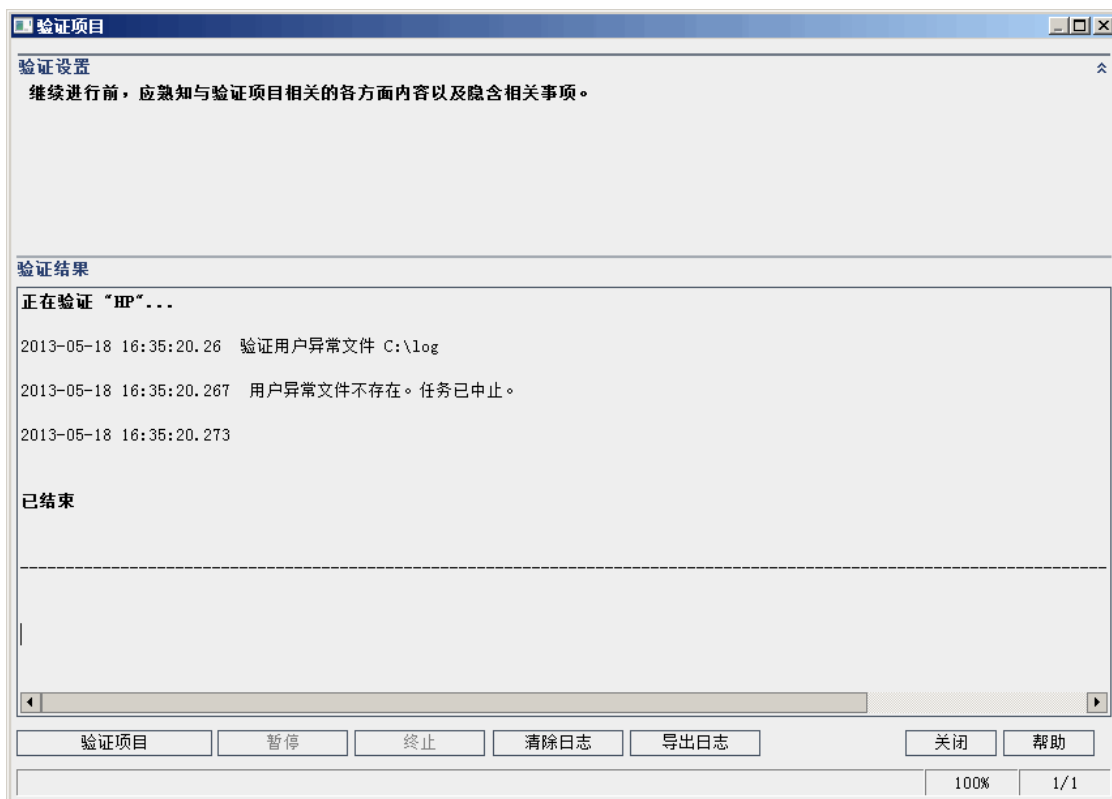 验证项目
验证设置
继续进行前，应熟知与验证项目相关的各方面内容以及隐含相关事项。
验证结果
正在验证 "HP"...
2013-05-18 16:35:20.26 验证用户异常文件 C:\log
2013-05-18 16:35:20.267 用户异常文件不存在。任务已中止。
2013-05-18 16:35:20.273
已结束
--------------------------------------------------------------------------------
验证项目 暂停 终止 清除日志 导出日志 关闭 帮助
100% 1/1